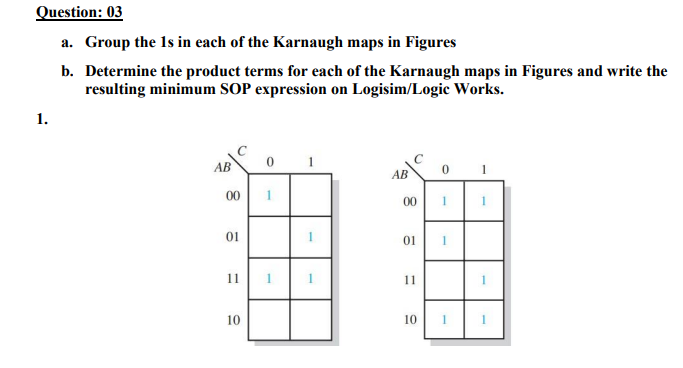 Question: 03
a. Group the 1s in each of the Karnaugh maps in Figures
b. Determine the product terms for each of the Karnaugh maps in Figures and write the
resulting minimum SOP expression on Logisim/Logic Works.
1.
C
AB 0 1
00 1
01 1
11 1 1
10
C
AB 0 1
00 1 1
01 1
11 1
10 1 1